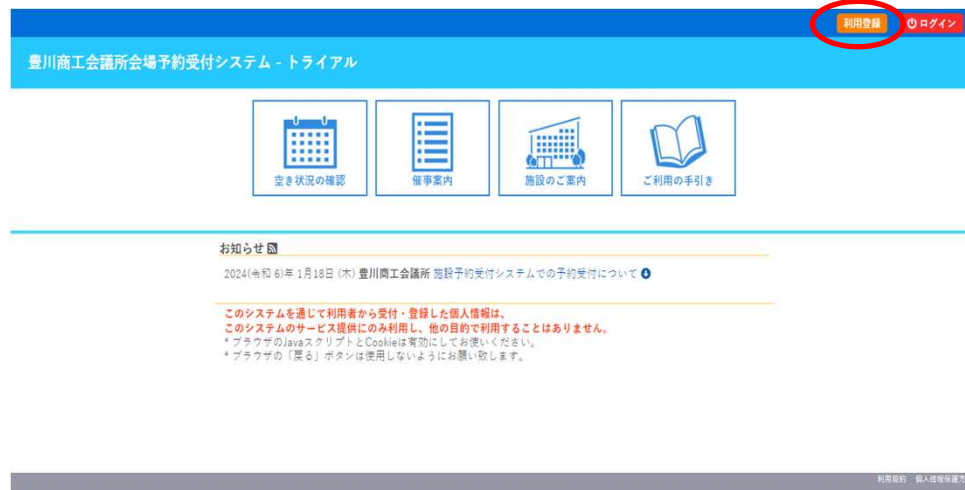 利用登録
ログイン
豊川商工会議所会場予約受付システム - トライアル
空き状況の確認
催事案内
施設のご案内
ご利用の手引き
お知らせ
2024(令和 6)年 1月18日 (木) 豊川商工会議所 施設予約受付システムでの予約受付について
このシステムを通じて利用者から受付・登録した個人情報は、
このシステムのサービス提供にのみ利用し、他の目的で利用することはありません。
* ブラウザのJavaスクリプトとCookieは有効にしてお使いください。
* ブラウザの「戻る」ボタンは使用しないようにお願い致します。
利用規約 個人情報保護方